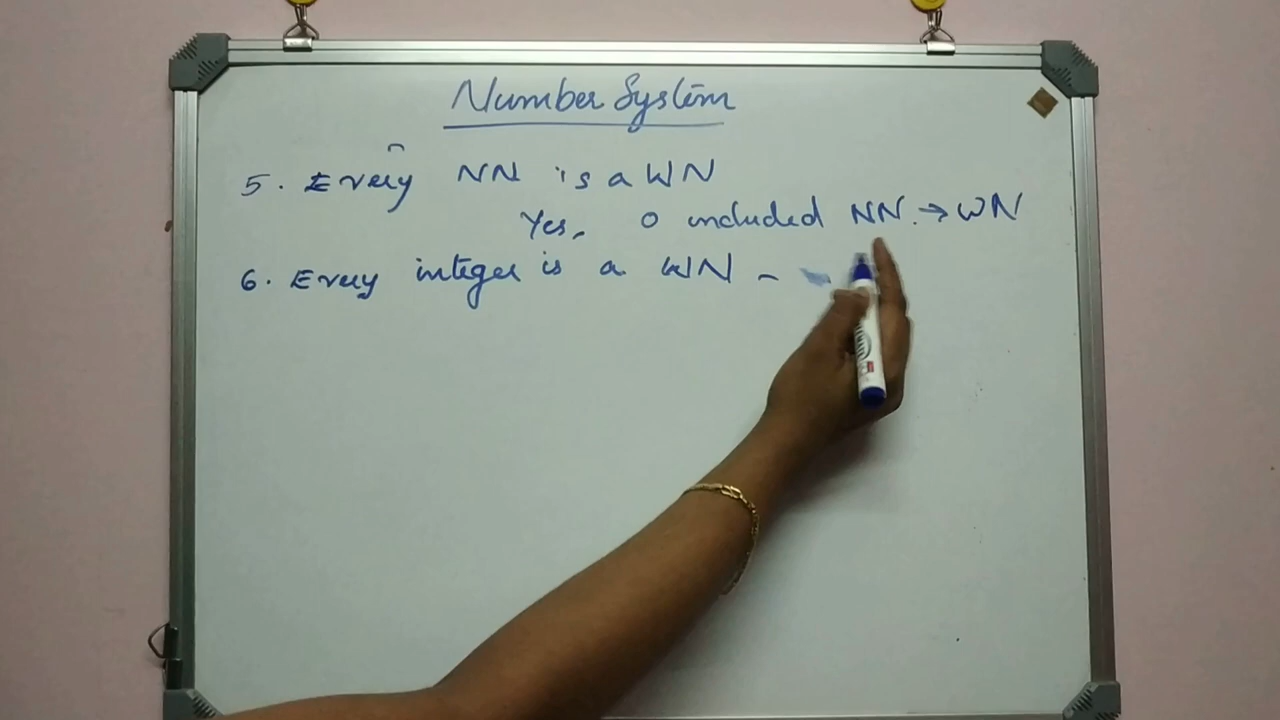 Number System
5. Every NN is a WN
Yes, 0 included NN. → WN
6. Every integer is a WN -